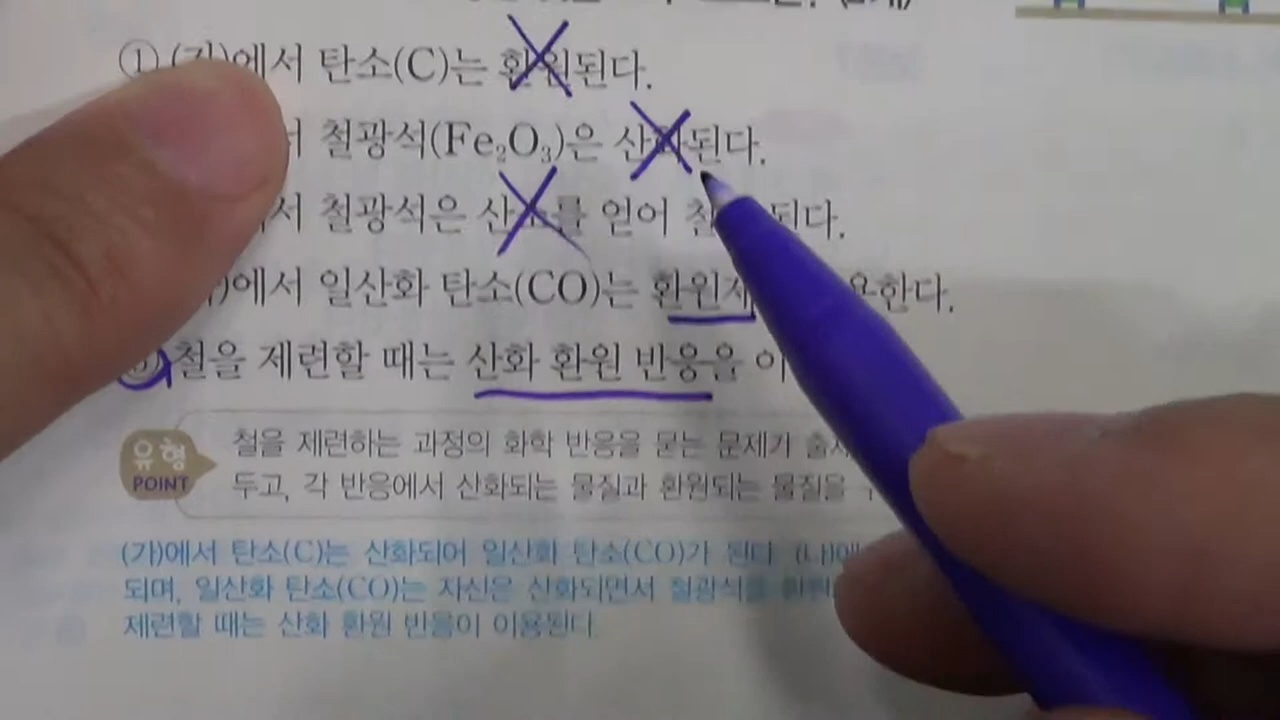 ① (가)에서 탄소(C)는 환원된다.
서 철광석(Fe₂O₃)은 산화된다.
서 철광석은 산소를 얻어 된다.
에서 일산화 탄소(CO)는 환원제 한다.
철을 제련할 때는 산화 환원 반응을 이
유형 POINT
철을 제련하는 과정의 화학 반응을 묻는 문제가
두고, 각 반응에서 산화되는 물질과 환원되는 물질을
(가)에서 탄소(C)는 산화되어 일산화 탄소(CO)가 된다. (나)에
되며, 일산화 탄소(CO)는 자신은 산화되면서 철광석을 환원
제련할 때는 산화 환원 반응이 이용된다.